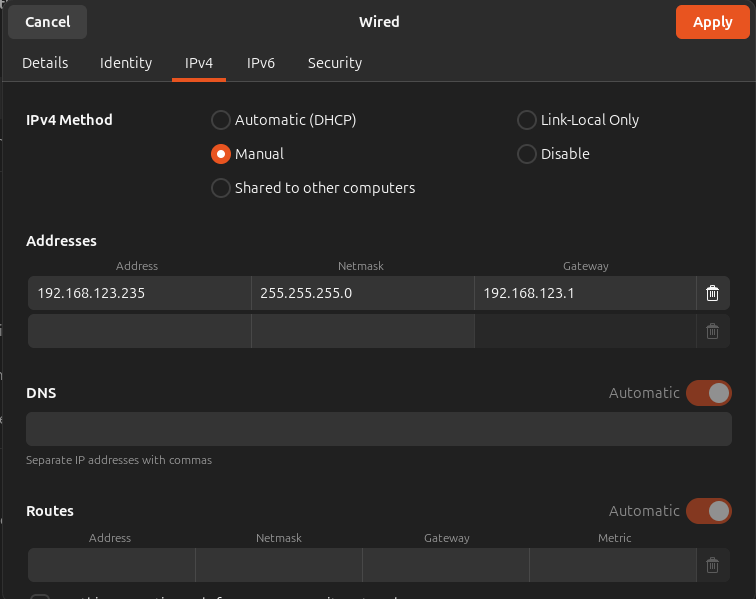 Cancel Wired Apply
Details Identity IPv4 IPv6 Security
IPv4 Method Automatic (DHCP) Link-Local Only
Manual Disable
Shared to other computers
Addresses
Address Netmask Gateway
192.168.123.235 255.255.255.0 192.168.123.1
DNS Automatic
Separate IP addresses with commas
Routes Automatic
Address Netmask Gateway Metric